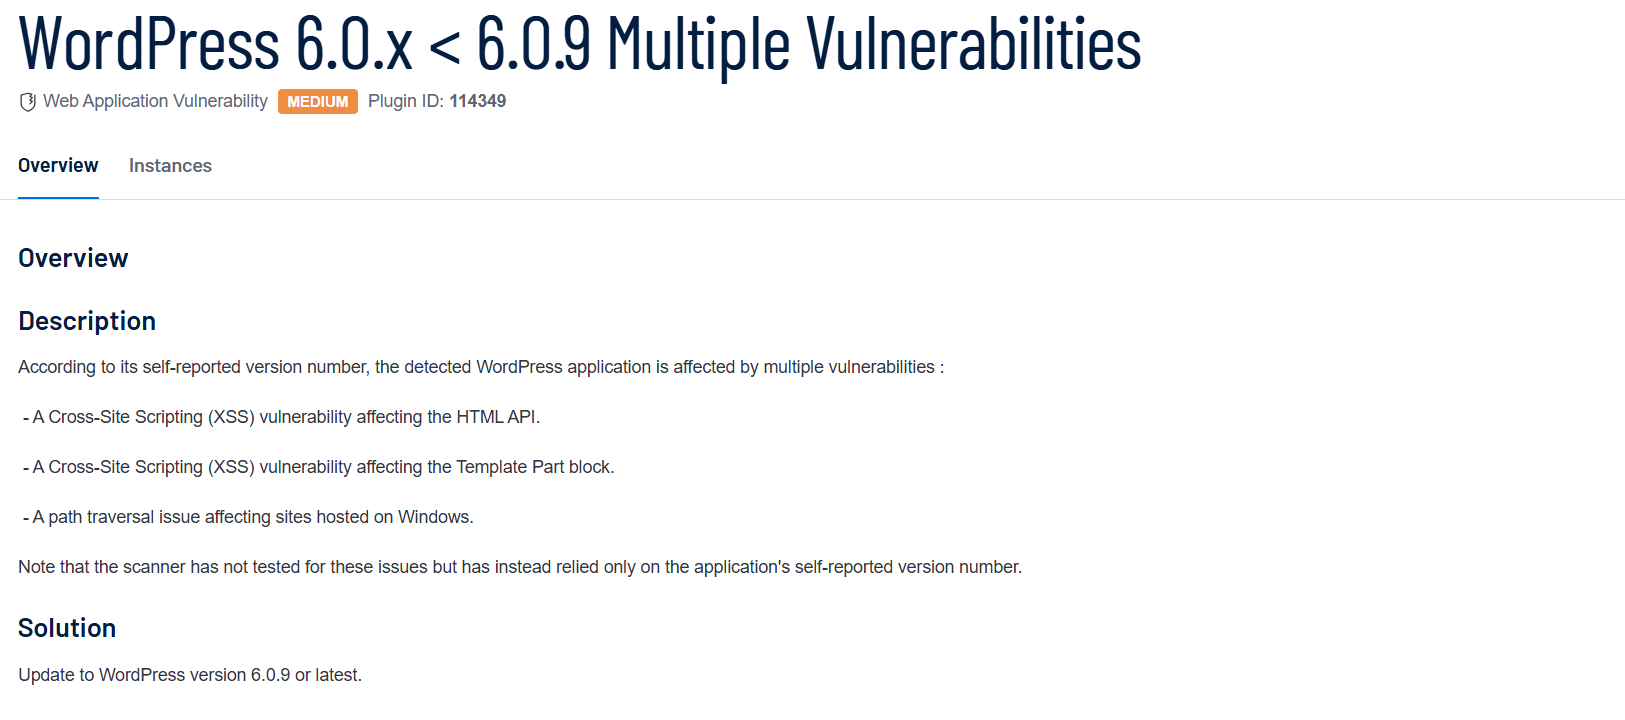 WordPress 6.0.x < 6.0.9 Multiple Vulnerabilities
Web Application Vulnerability MEDIUM Plugin ID: 114349
Overview Instances
Overview
Description
According to its self-reported version number, the detected WordPress application is affected by multiple vulnerabilities :
- A Cross-Site Scripting (XSS) vulnerability affecting the HTML API.
- A Cross-Site Scripting (XSS) vulnerability affecting the Template Part block.
- A path traversal issue affecting sites hosted on Windows.
Note that the scanner has not tested for these issues but has instead relied only on the application's self-reported version number.
Solution
Update to WordPress version 6.0.9 or latest.